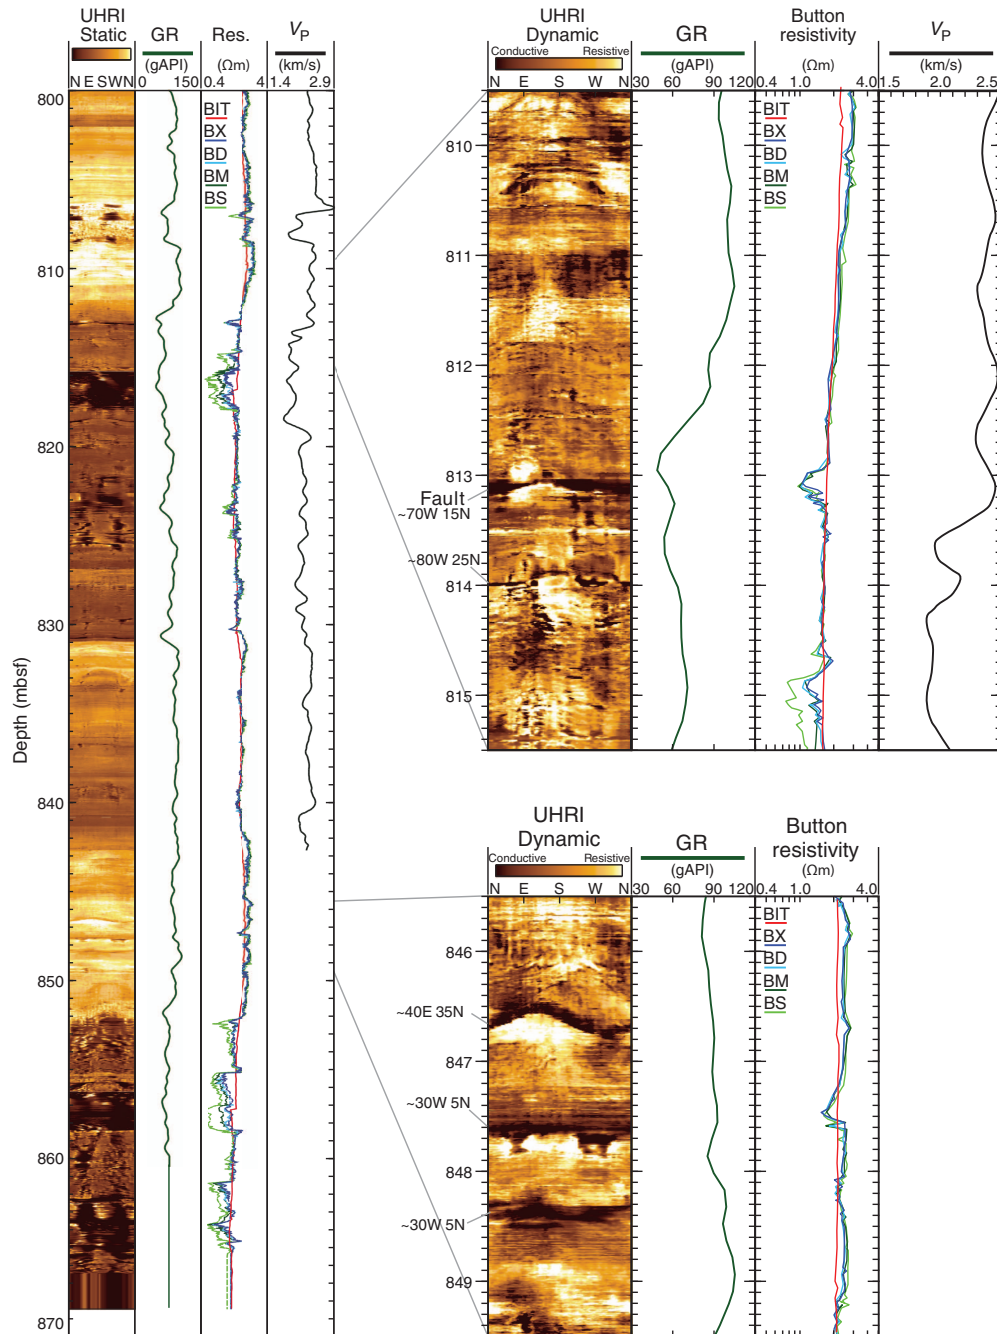 UHRI
Static
GR
Res.
VP
N E S W N
0 150
(gAPI)
0.4 4
(Ωm)
(km/s)
1.4 2.9
BIT
BX
BD
BM
BS
Depth (mbsf)
800
810
820
830
840
850
860
870
UHRI
Dynamic
Conductive Resistive
N E S W N
GR
(gAPI)
30 60 90 120
Button
resistivity
(Ωm)
0.4 1.0 4.0
VP
(km/s)
1.5 2.0 2.5
BIT
BX
BD
BM
BS
810
811
812
813
Fault
~70W 15N
~80W 25N
814
815
UHRI
Dynamic
Conductive Resistive
N E S W N
GR
(gAPI)
30 60 90 120
Button
resistivity
(Ωm)
0.4 1.0 4.0
BIT
BX
BD
BM
BS
846
~40E 35N
847
~30W 5N
848
~30W 5N
849